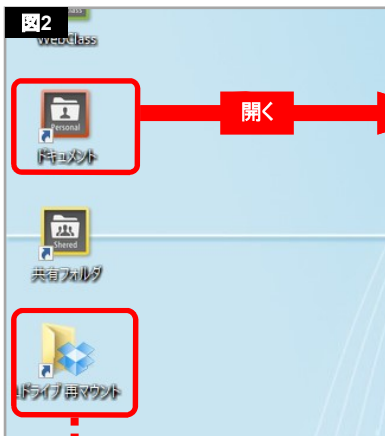 図2
WebClass
Personal
ドキュメント
開く
Shared
共有フォルダ
ドライブ再マウント